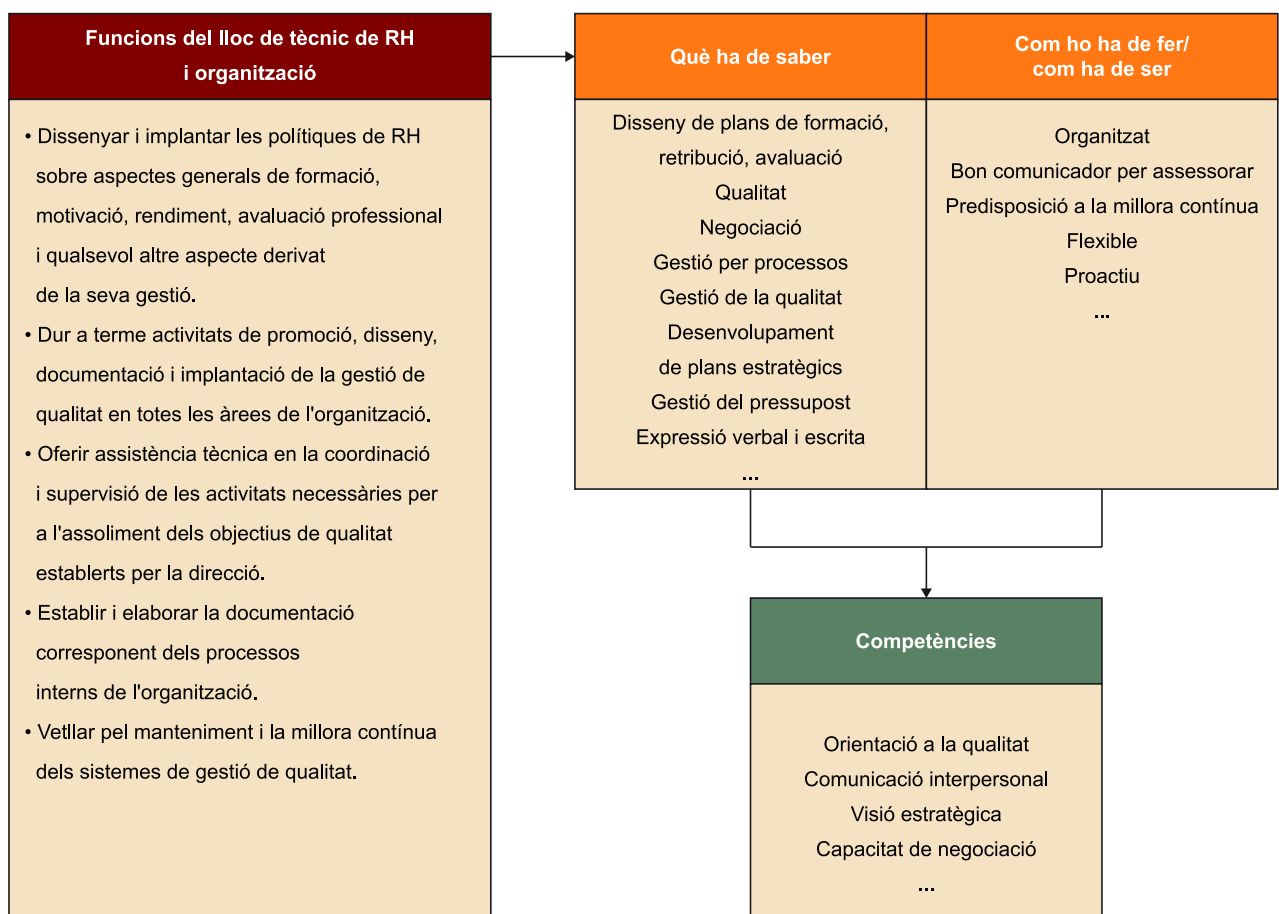 Funcions del lloc de tècnic de RH
i organització
• Dissenyar i implantar les polítiques de RH
sobre aspectes generals de formació,
motivació, rendiment, avaluació professional
i qualsevol altre aspecte derivat
de la seva gestió.
• Dur a terme activitats de promoció, disseny,
documentació i implantació de la gestió de
qualitat en totes les àrees de l'organització.
• Oferir assistència tècnica en la coordinació
i supervisió de les activitats necessàries per
a l'assoliment dels objectius de qualitat
establerts per la direcció.
• Establir i elaborar la documentació
corresponent dels processos
interns de l'organització.
• Vetllar pel manteniment i la millora contínua
dels sistemes de gestió de qualitat.
Què ha de saber
Disseny de plans de formació,
retribució, avaluació
Qualitat
Negociació
Gestió per processos
Gestió de la qualitat
Desenvolupament
de plans estratègics
Gestió del pressupost
Expressió verbal i escrita
...
Com ho ha de fer/
com ha de ser
Organitzat
Bon comunicador per assessorar
Predisposició a la millora contínua
Flexible
Proactiu
...
Competències
Orientació a la qualitat
Comunicació interpersonal
Visió estratègica
Capacitat de negociació
...